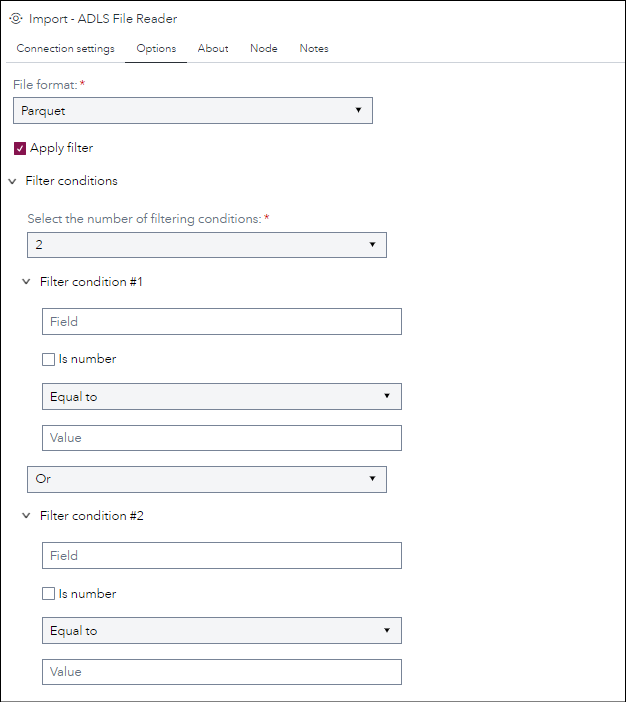 Import - ADLS File Reader
Connection settings Options About Node Notes
File format: *
Parquet
Apply filter
Filter conditions
Select the number of filtering conditions: *
2
Filter condition #1
Field
Is number
Equal to
Value
Or
Filter condition #2
Field
Is number
Equal to
Value